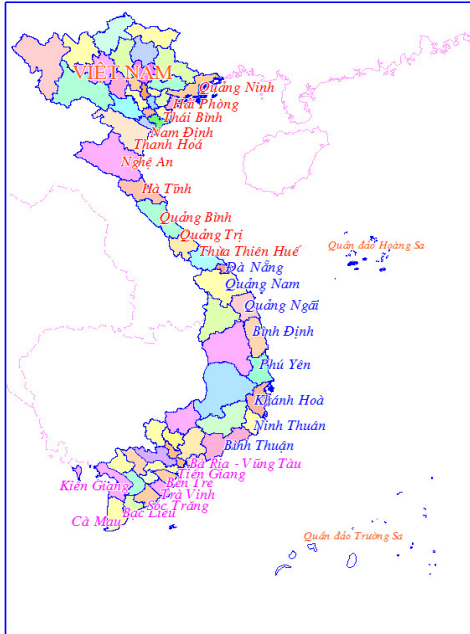 VIỆT NAM
Quảng Ninh
Hải Phòng
Thái Bình
Nam Định
Thanh Hoá
Nghệ An
Hà Tĩnh
Quảng Bình
Quảng Trị
Thừa Thiên Huế
Quần đảo Hoàng Sa
Đà Nẵng
Quảng Nam
Quảng Ngãi
Bình Định
Phú Yên
Khánh Hoà
Ninh Thuân
Bình Thuận
Bà Rịa - Vũng Tàu
Tiền Giang
Bến Tre
Kiên Giang
Trà Vinh
Sóc Trăng
Bạc Liêu
Cà Mau
Quần đảo Trường Sa